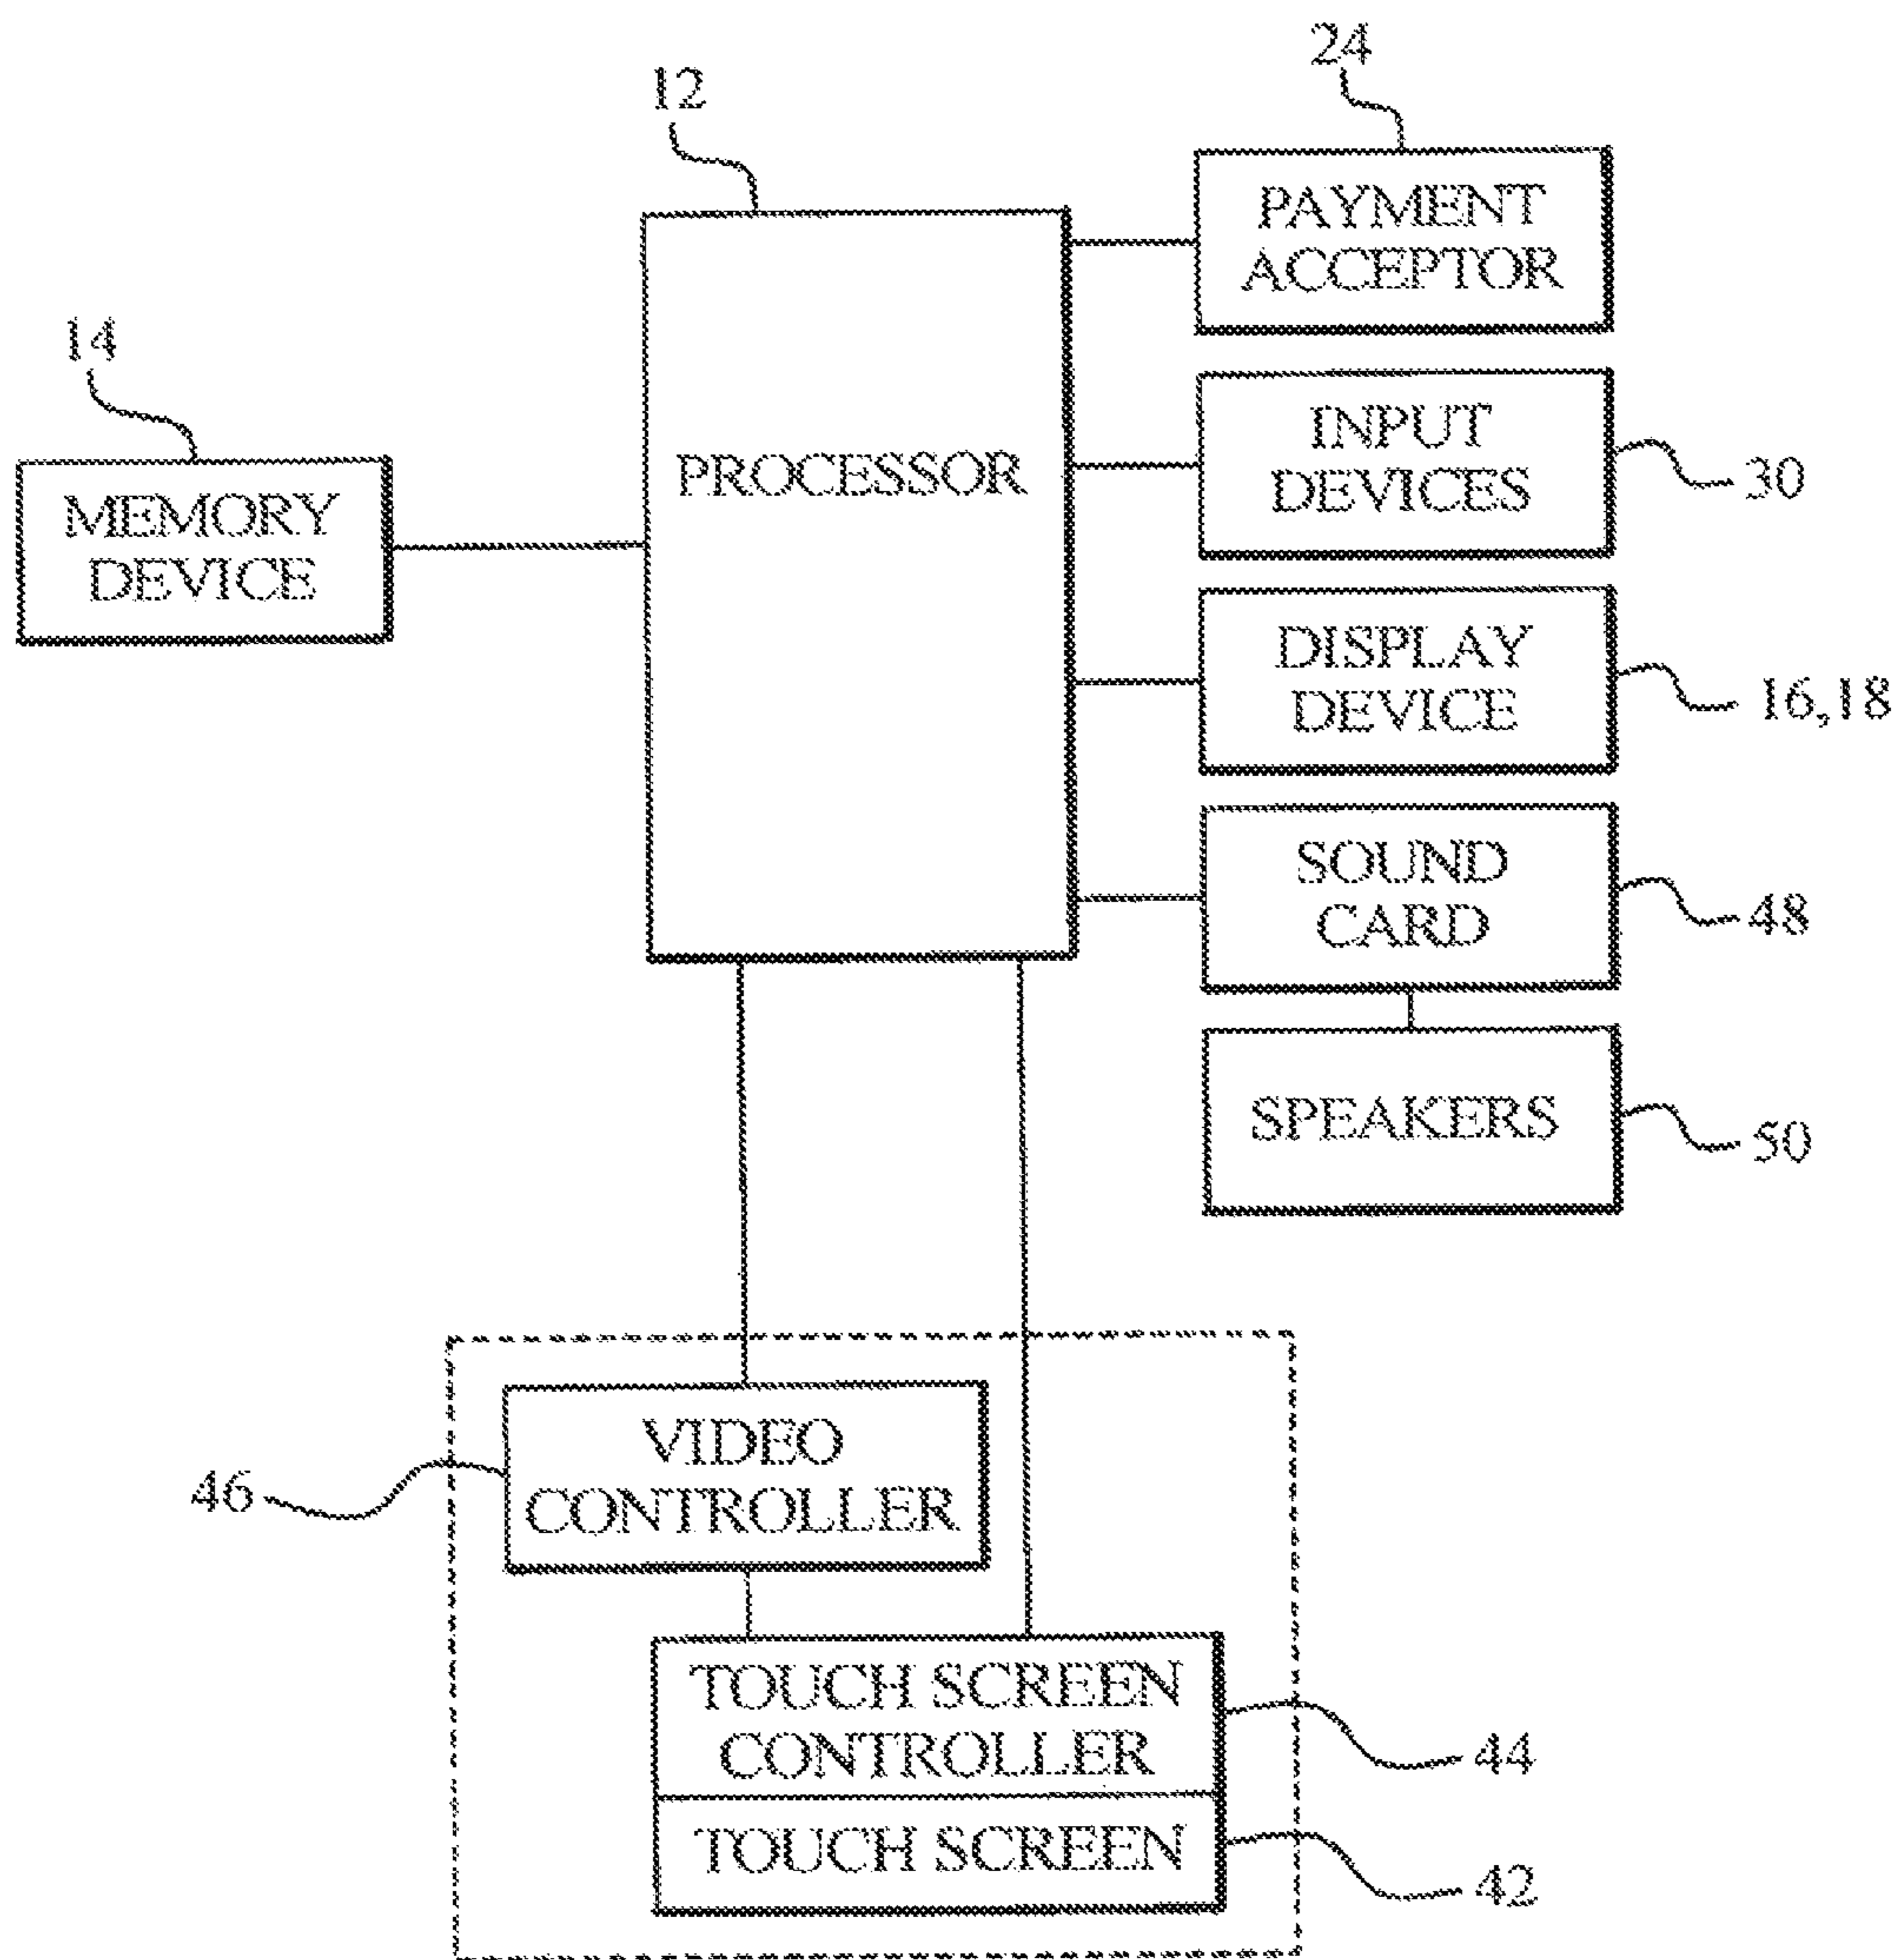 24
12
PAYMENT
ACCEPTOR
14
INPUT
DEVICES
30
PROCESSOR
MEMORY
DEVICE
DISPLAY
DEVICE
16,18
SOUND
CARD
48
SPEAKERS
50
VIDEO
CONTROLLER
46
TOUCH SCREEN
CONTROLLER
44
TOUCH SCREEN
42